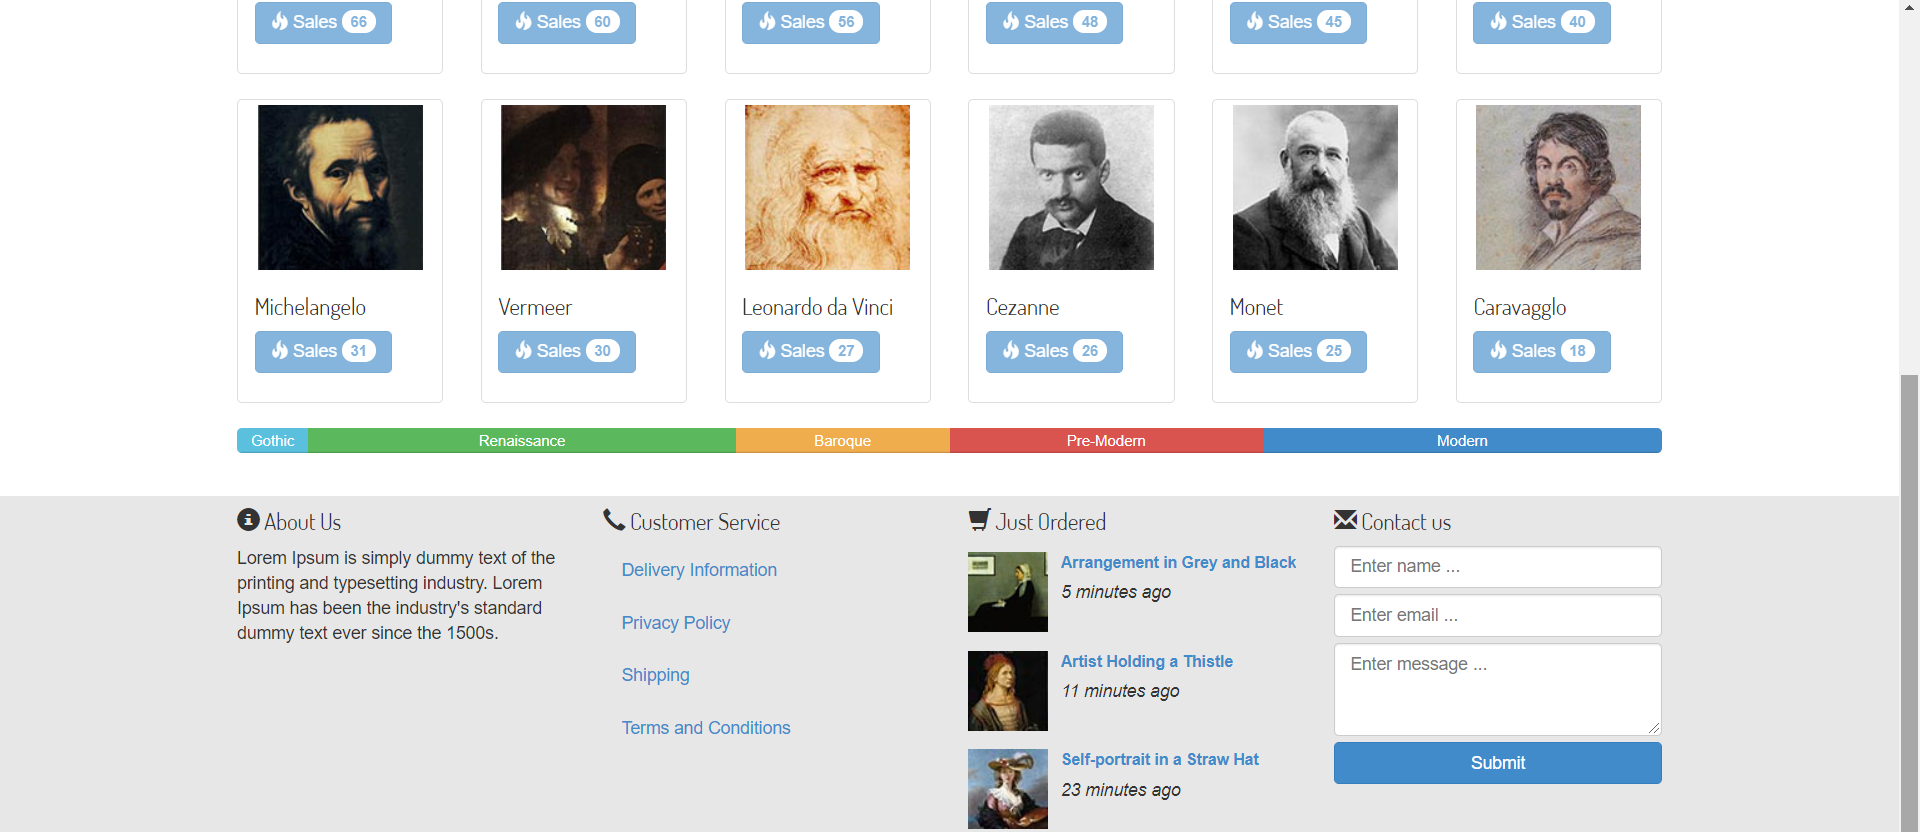 Sales 66
Sales 60
Sales 56
Sales 48
Sales 45
Sales 40
Michelangelo
Vermeer
Leonardo da Vinci
Cezanne
Monet
Caravagglo
Sales 31
Sales 30
Sales 27
Sales 26
Sales 25
Sales 18
Gothic
Renaissance
Baroque
Pre-Modern
Modern
About Us
Lorem Ipsum is simply dummy text of the
printing and typesetting industry. Lorem
Ipsum has been the industry's standard
dummy text ever since the 1500s.
Customer Service
Delivery Information
Privacy Policy
Shipping
Terms and Conditions
Just Ordered
Arrangement in Grey and Black
5 minutes ago
Artist Holding a Thistle
11 minutes ago
Self-portrait in a Straw Hat
23 minutes ago
Contact us
Enter name ...
Enter email ...
Enter message ...
Submit